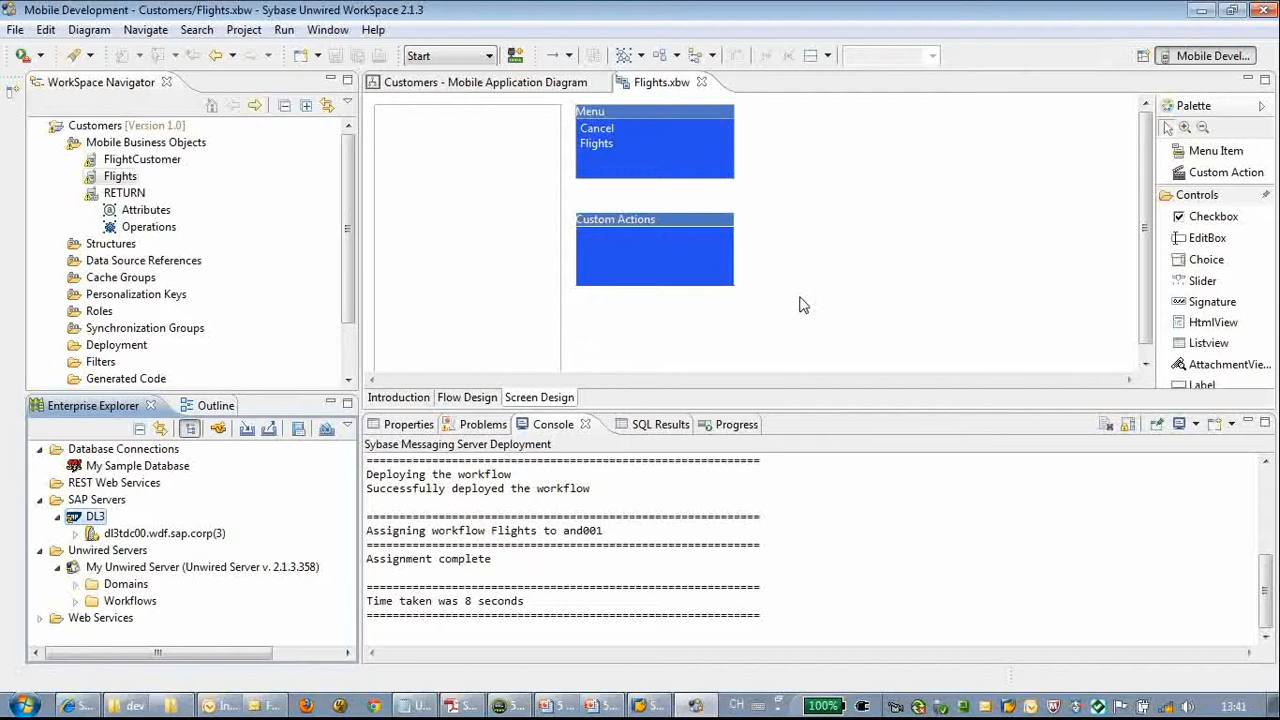 Mobile Development - Customers/Flights.xbw - Sybase Unwired WorkSpace 2.1.3
File Edit Diagram Navigate Search Project Run Window Help
Start
Mobile Devel...
WorkSpace Navigator
Customers - Mobile Application Diagram
Flights.xbw
Customers [Version 1.0]
Mobile Business Objects
FlightCustomer
Flights
RETURN
Attributes
Operations
Structures
Data Source References
Cache Groups
Personalization Keys
Roles
Synchronization Groups
Deployment
Filters
Generated Code
Menu
Cancel
Flights
Custom Actions
Introduction Flow Design Screen Design
Palette
Menu Item
Custom Action
Controls
Checkbox
EditBox
Choice
Slider
Signature
HtmlView
Listview
AttachmentVie...
Label
Enterprise Explorer
Outline
Database Connections
My Sample Database
REST Web Services
SAP Servers
DL3
dl3tdc00.wdf.sap.corp(3)
Unwired Servers
My Unwired Server (Unwired Server v. 2.1.3.358)
Domains
Workflows
Web Services
Properties Problems Console SQL Results Progress
Sybase Messaging Server Deployment
Deploying the workflow
Successfully deployed the workflow
Assigning workflow Flights to and001
Assignment complete
Time taken was 8 seconds
S... dev In... F... U... S... 5... 5... 5... S... CH 100% 13:41